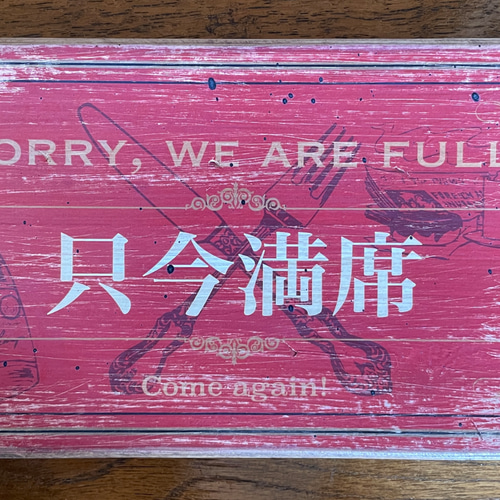 ORRY, WE ARE FULL
只今満席
Come again!